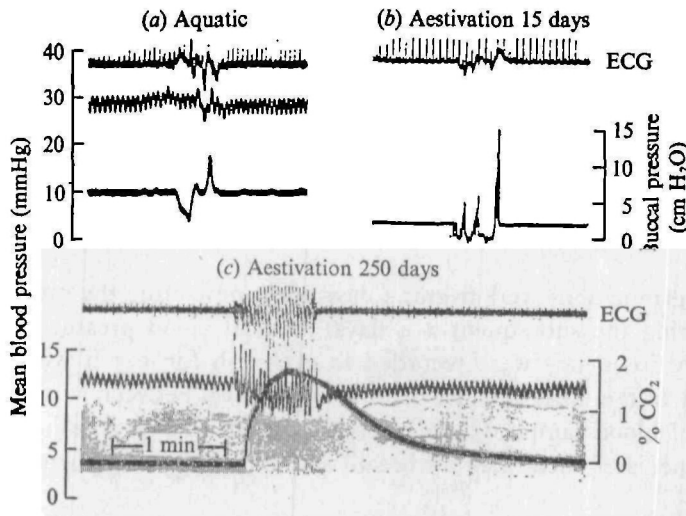 (a) Aquatic
(b) Aestivation 15 days
40
30
20
10
0
ECG
15
10
5
0
Buccal pressure
(cm H2O)
Mean blood pressure (mmHg)
(c) Aestivation 250 days
ECG
15
10
5
0
1 min
2
1
0
% CO2